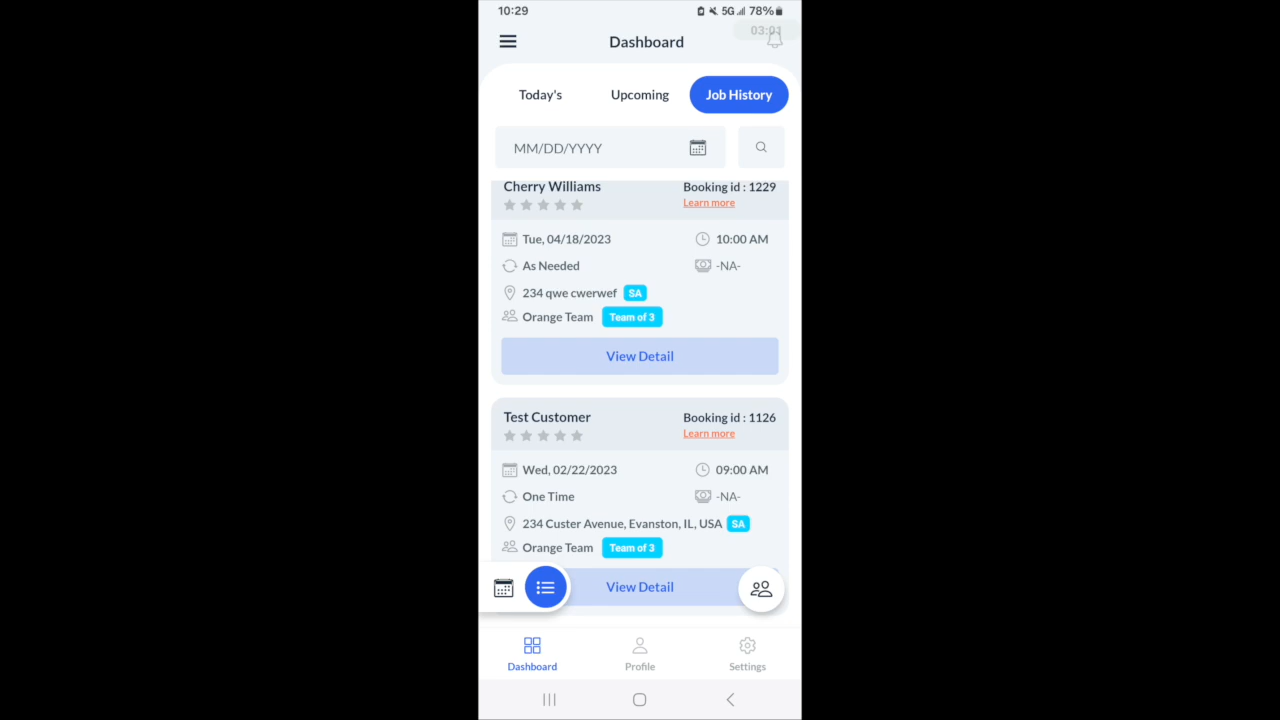 10:29
5G 78%
03:01
Dashboard
Today's Upcoming Job History
MM/DD/YYYY
Cherry Williams Booking id : 1229
Learn more
Tue, 04/18/2023 10:00 AM
As Needed -NA-
234 qwe cwerwef SA
Orange Team Team of 3
View Detail
Test Customer Booking id : 1126
Learn more
Wed, 02/22/2023 09:00 AM
One Time -NA-
234 Custer Avenue, Evanston, IL, USA SA
Orange Team Team of 3
View Detail
Dashboard Profile Settings